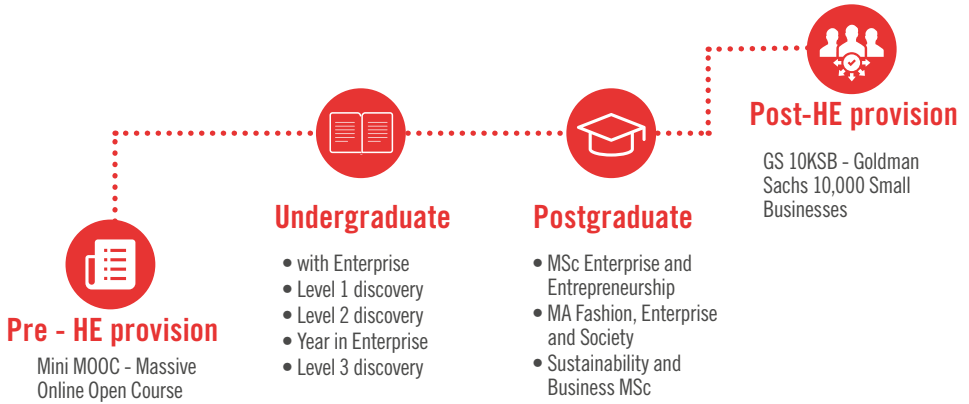 Pre - HE provision
Mini MOOC - Massive
Online Open Course
Undergraduate
• with Enterprise
• Level 1 discovery
• Level 2 discovery
• Year in Enterprise
• Level 3 discovery
Postgraduate
• MSc Enterprise and
Entrepreneurship
• MA Fashion, Enterprise
and Society
• Sustainability and
Business MSc
Post-HE provision
GS 10KSB - Goldman
Sachs 10,000 Small
Businesses